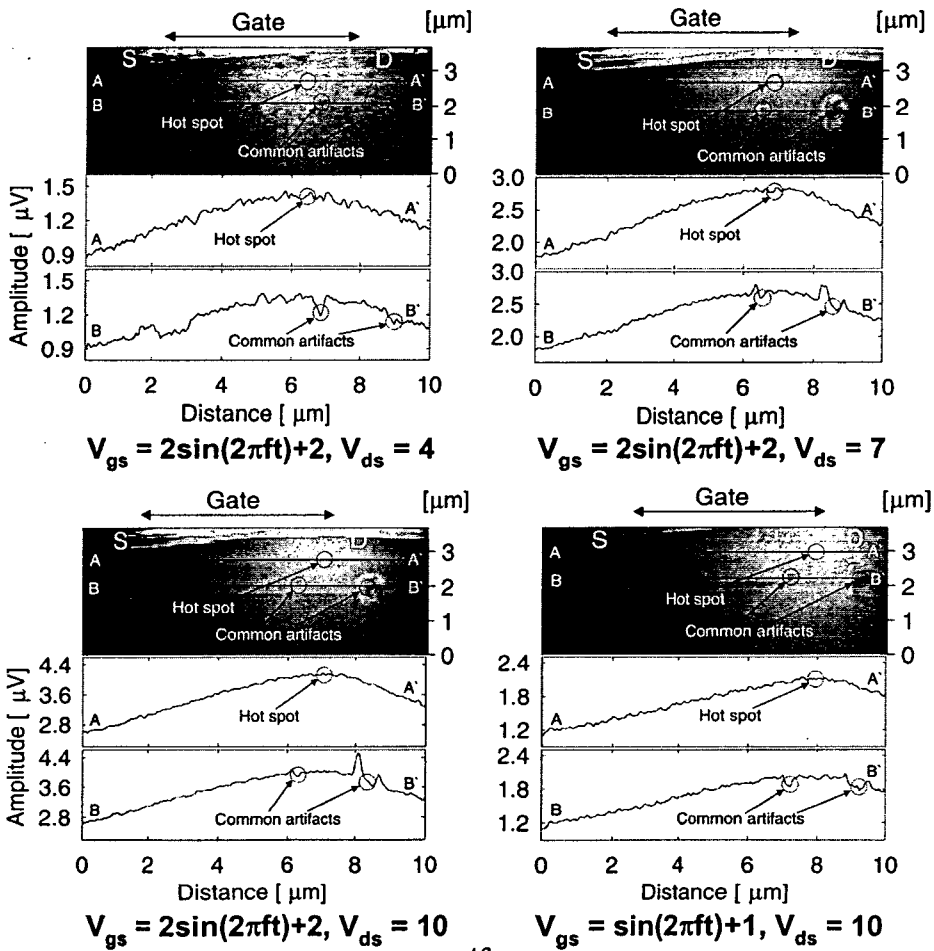 Gate [µm]
S D
A A` 3
B B` 2
Hot spot 1
Common artifacts 0
Amplitude [ µV]
1.5
1.2
0.9
A Hot spot A`
1.5
1.2
0.9
B Common artifacts B`
0 2 4 6 8 10
Distance [ µm]
Vgs = 2sin(2πft)+2, Vds = 4
Gate [µm]
S D
A A` 3
B B` 2
Hot spot 1
Common artifacts 0
3.0
2.5
2.0
A Hot spot A`
3.0
2.5
2.0
B Common artifacts B`
0 2 4 6 8 10
Distance [ µm]
Vgs = 2sin(2πft)+2, Vds = 7
Gate [µm]
S D
A A` 3
B B` 2
Hot spot 1
Common artifacts 0
Amplitude [ µV]
4.4
3.6
2.8
A Hot spot A`
4.4
3.6
2.8
B Common artifacts B`
0 2 4 6 8 10
Distance [ µm]
Vgs = 2sin(2πft)+2, Vds = 10
Gate [µm]
S D
A A` 3
B B` 2
Hot spot 1
Common artifacts 0
2.4
1.8
1.2
A Hot spot A`
2.4
1.8
1.2
B Common artifacts B`
0 2 4 6 8 10
Distance [ µm]
Vgs = sin(2πft)+1, Vds = 10